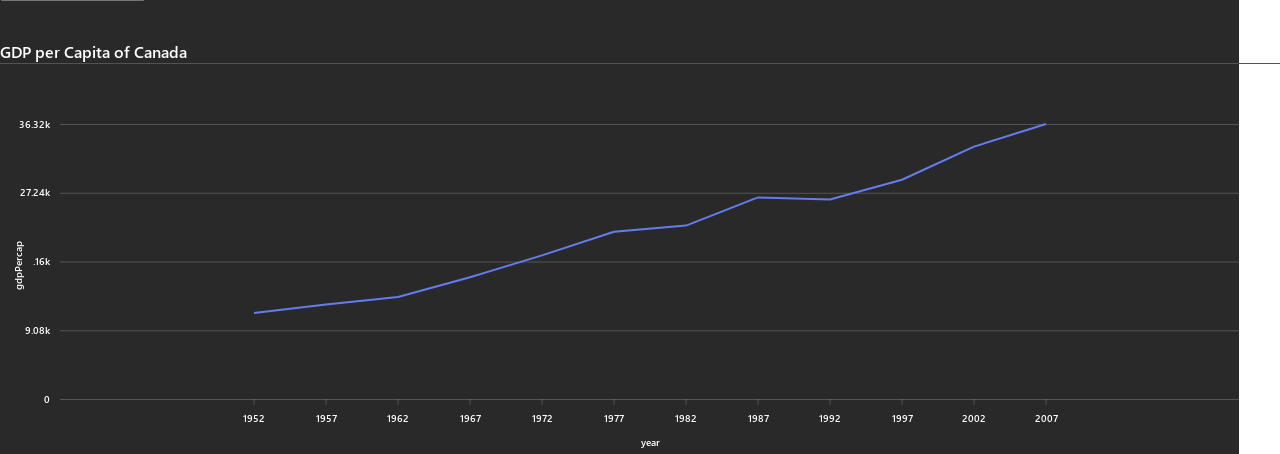 GDP per Capita of Canada
36.32k
27.24k
.16k
9.08k
0
gdpPercap
1952 1957 1962 1967 1972 1977 1982 1987 1992 1997 2002 2007
year